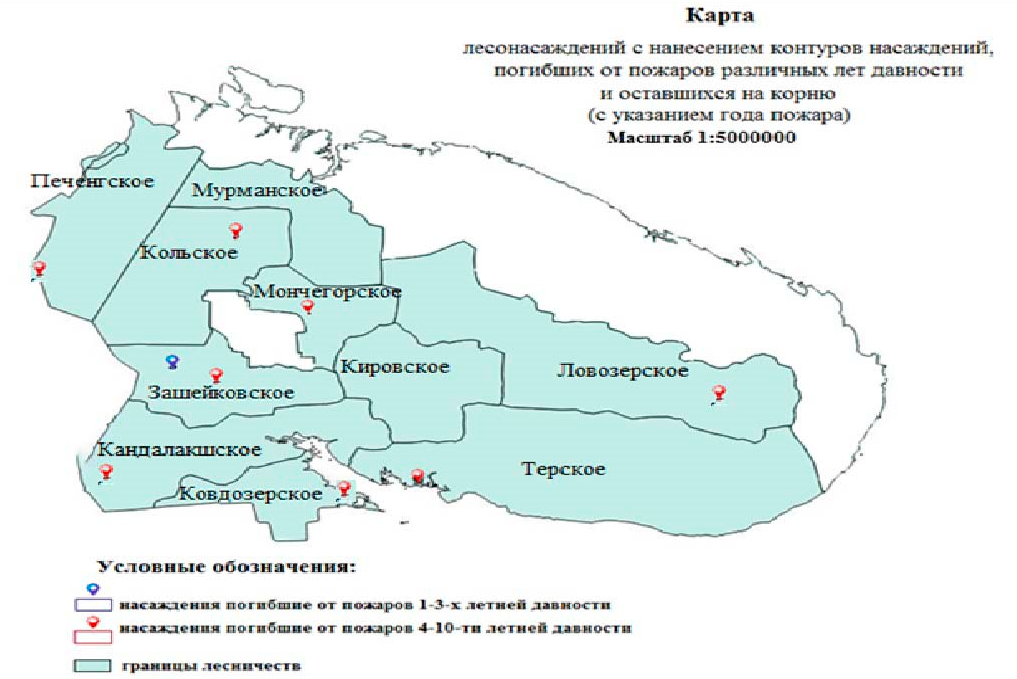 Карта
лесонасаждений с нанесением контуров насаждений,
погибших от пожаров различных лет давности
и оставшихся на корню
(с указанием года пожара)
Масштаб 1:5000000
Печенгское
Мурманское
Кольское
Мончегорское
Кировское
Ловозерское
Зашейковское
Кандалакшское
Терское
Ковдозерское
Условные обозначения:
насаждения погибшие от пожаров 1-3-х летней давности
насаждения погибшие от пожаров 4-10-ти летней давности
границы лесничеств